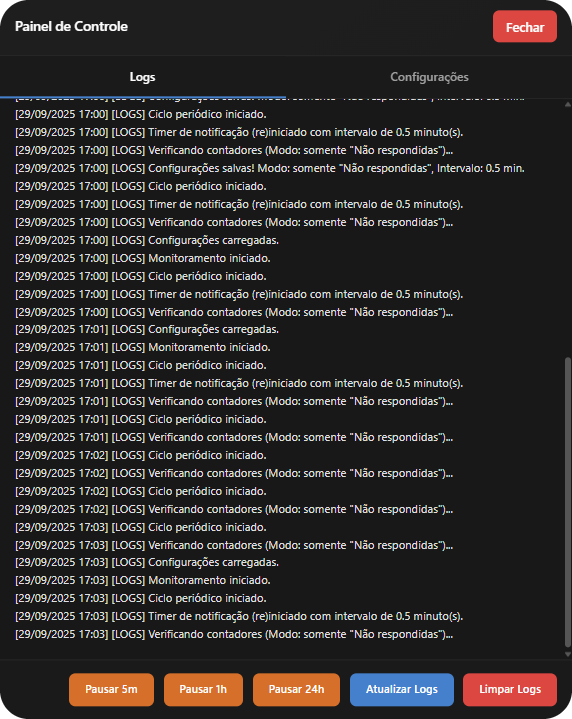 Painel de Controle
Fechar
Logs
Configurações
[29/09/2025 17:00] [LOGS] Configurações salvas! Modo: somente "Não respondidas", Intervalo: 0.5 min.
[29/09/2025 17:00] [LOGS] Ciclo periódico iniciado.
[29/09/2025 17:00] [LOGS] Timer de notificação (re)iniciado com intervalo de 0.5 minuto(s).
[29/09/2025 17:00] [LOGS] Verificando contadores (Modo: somente "Não respondidas")...
[29/09/2025 17:00] [LOGS] Configurações salvas! Modo: somente "Não respondidas", Intervalo: 0.5 min.
[29/09/2025 17:00] [LOGS] Ciclo periódico iniciado.
[29/09/2025 17:00] [LOGS] Timer de notificação (re)iniciado com intervalo de 0.5 minuto(s).
[29/09/2025 17:00] [LOGS] Verificando contadores (Modo: somente "Não respondidas")...
[29/09/2025 17:00] [LOGS] Configurações carregadas.
[29/09/2025 17:00] [LOGS] Monitoramento iniciado.
[29/09/2025 17:00] [LOGS] Ciclo periódico iniciado.
[29/09/2025 17:00] [LOGS] Timer de notificação (re)iniciado com intervalo de 0.5 minuto(s).
[29/09/2025 17:00] [LOGS] Verificando contadores (Modo: somente "Não respondidas")...
[29/09/2025 17:01] [LOGS] Configurações carregadas.
[29/09/2025 17:01] [LOGS] Monitoramento iniciado.
[29/09/2025 17:01] [LOGS] Ciclo periódico iniciado.
[29/09/2025 17:01] [LOGS] Timer de notificação (re)iniciado com intervalo de 0.5 minuto(s).
[29/09/2025 17:01] [LOGS] Verificando contadores (Modo: somente "Não respondidas")...
[29/09/2025 17:01] [LOGS] Ciclo periódico iniciado.
[29/09/2025 17:01] [LOGS] Verificando contadores (Modo: somente "Não respondidas")...
[29/09/2025 17:02] [LOGS] Ciclo periódico iniciado.
[29/09/2025 17:02] [LOGS] Verificando contadores (Modo: somente "Não respondidas")...
[29/09/2025 17:02] [LOGS] Ciclo periódico iniciado.
[29/09/2025 17:02] [LOGS] Verificando contadores (Modo: somente "Não respondidas")...
[29/09/2025 17:03] [LOGS] Ciclo periódico iniciado.
[29/09/2025 17:03] [LOGS] Verificando contadores (Modo: somente "Não respondidas")...
[29/09/2025 17:03] [LOGS] Configurações carregadas.
[29/09/2025 17:03] [LOGS] Monitoramento iniciado.
[29/09/2025 17:03] [LOGS] Ciclo periódico iniciado.
[29/09/2025 17:03] [LOGS] Timer de notificação (re)iniciado com intervalo de 0.5 minuto(s).
[29/09/2025 17:03] [LOGS] Verificando contadores (Modo: somente "Não respondidas")...
Pausar 5m
Pausar 1h
Pausar 24h
Atualizar Logs
Limpar Logs